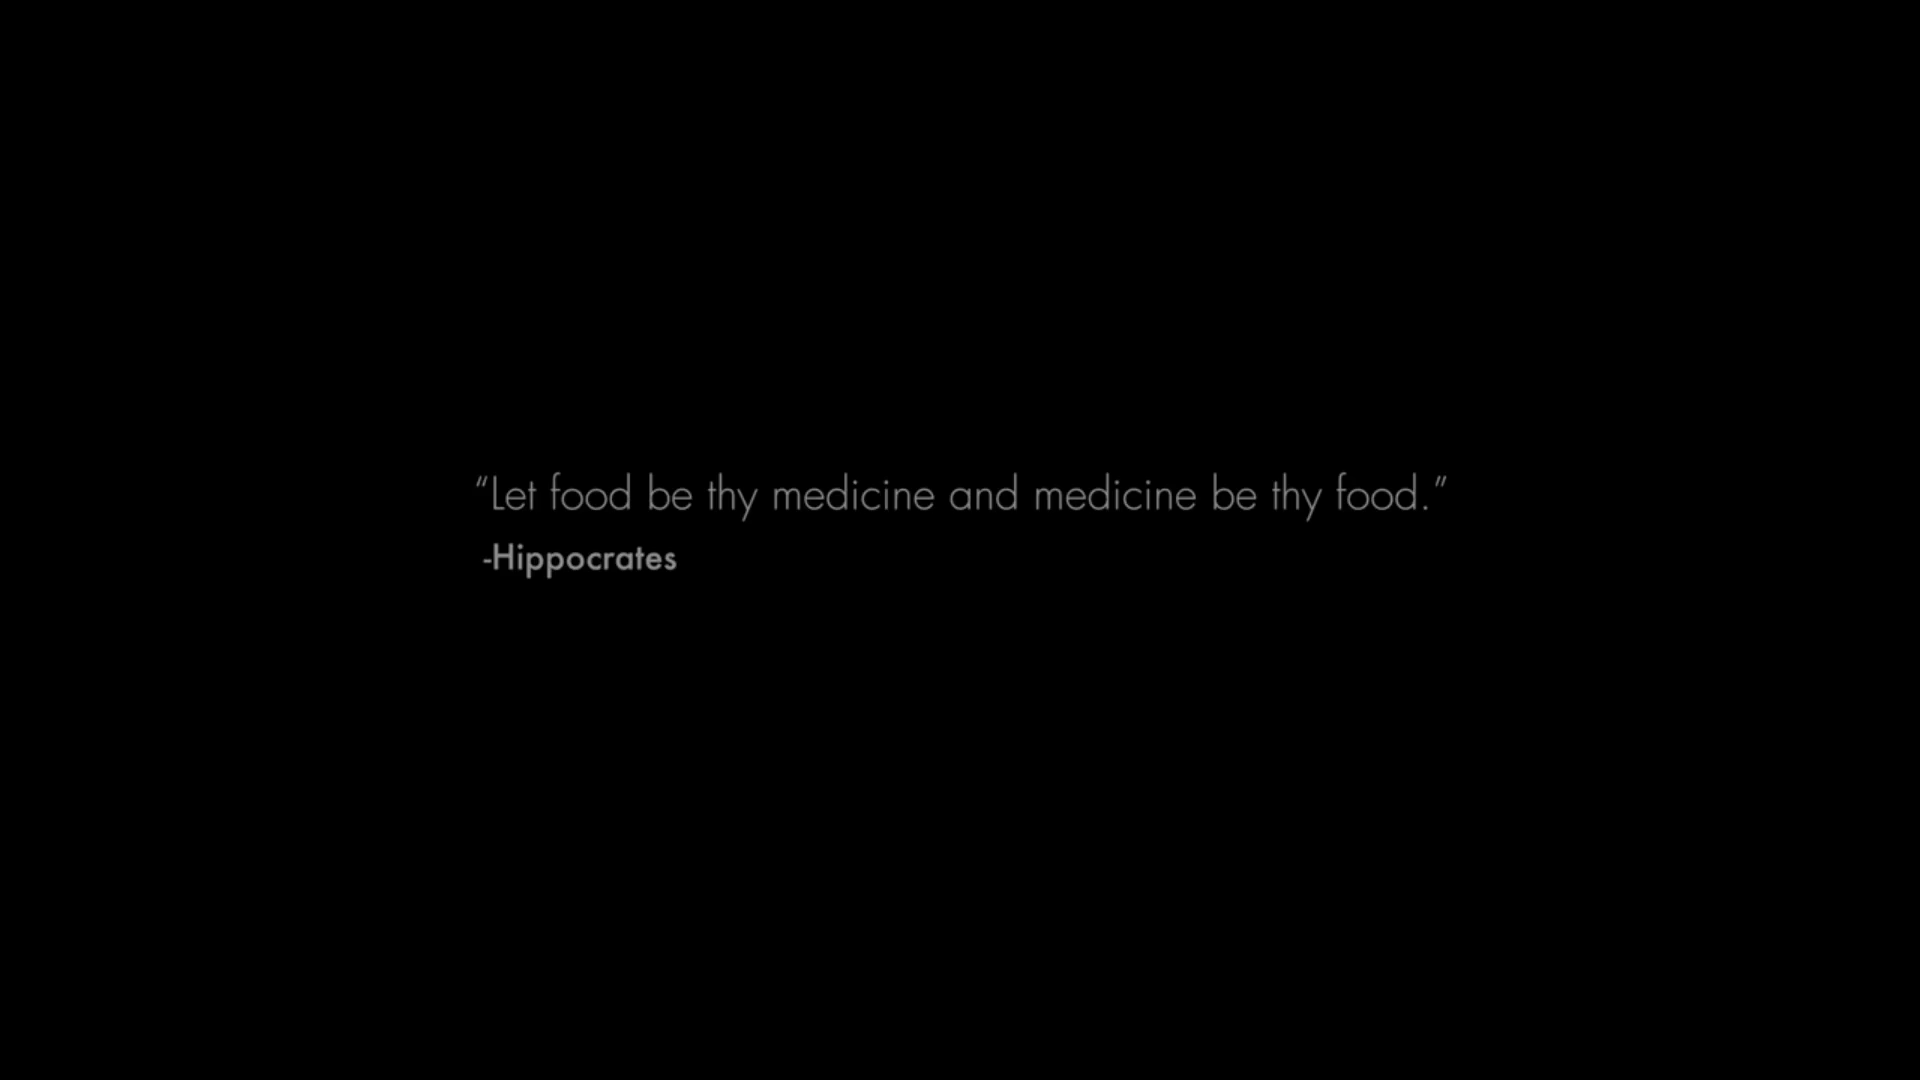 “Let food be thy medicine and medicine be thy food.”
-Hippocrates